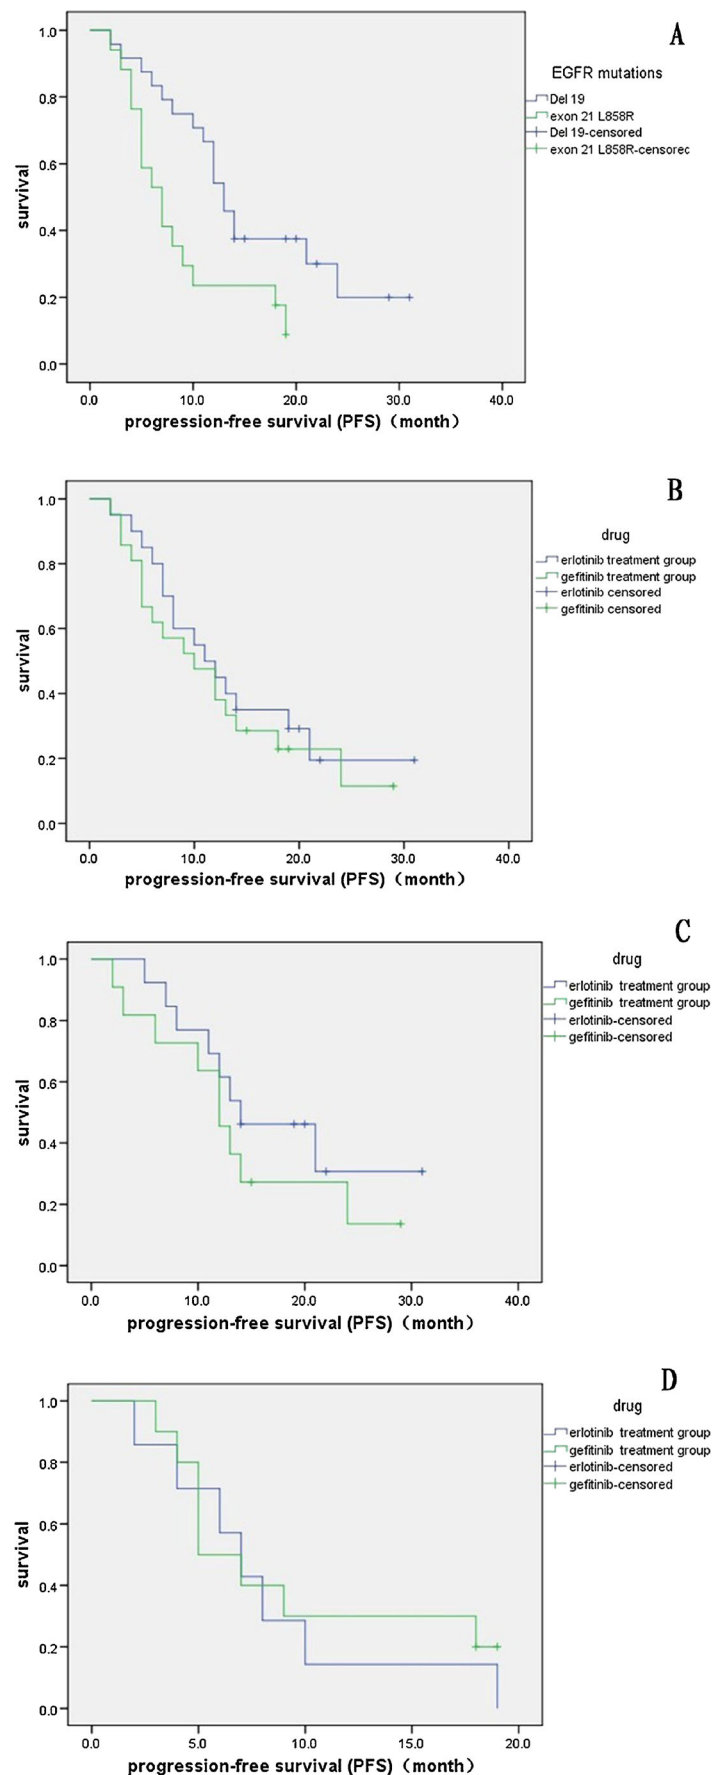 A
EGFR mutations
Del 19
exon 21 L858R
Del 19-censored
exon 21 L858R-censorec
survival
1.0
0.8
0.6
0.4
0.2
0.0
0.0 10.0 20.0 30.0 40.0
progression-free survival (PFS)（month）
B
drug
erlotinib treatment group
gefitinib treatment group
erlotinib censored
gefitinib censored
survival
1.0
0.8
0.6
0.4
0.2
0.0
0.0 10.0 20.0 30.0 40.0
progression-free survival (PFS)（month）
C
drug
erlotinib treatment group
gefitinib treatment group
erlotinib-censored
gefitinib-censored
survival
1.0
0.8
0.6
0.4
0.2
0.0
0.0 10.0 20.0 30.0 40.0
progression-free survival (PFS)（month）
D
drug
erlotinib treatment group
gefitinib treatment group
erlotinib-censored
gefitinib-censored
survival
1.0
0.8
0.6
0.4
0.2
0.0
0.0 5.0 10.0 15.0 20.0
progression-free survival (PFS)（month）